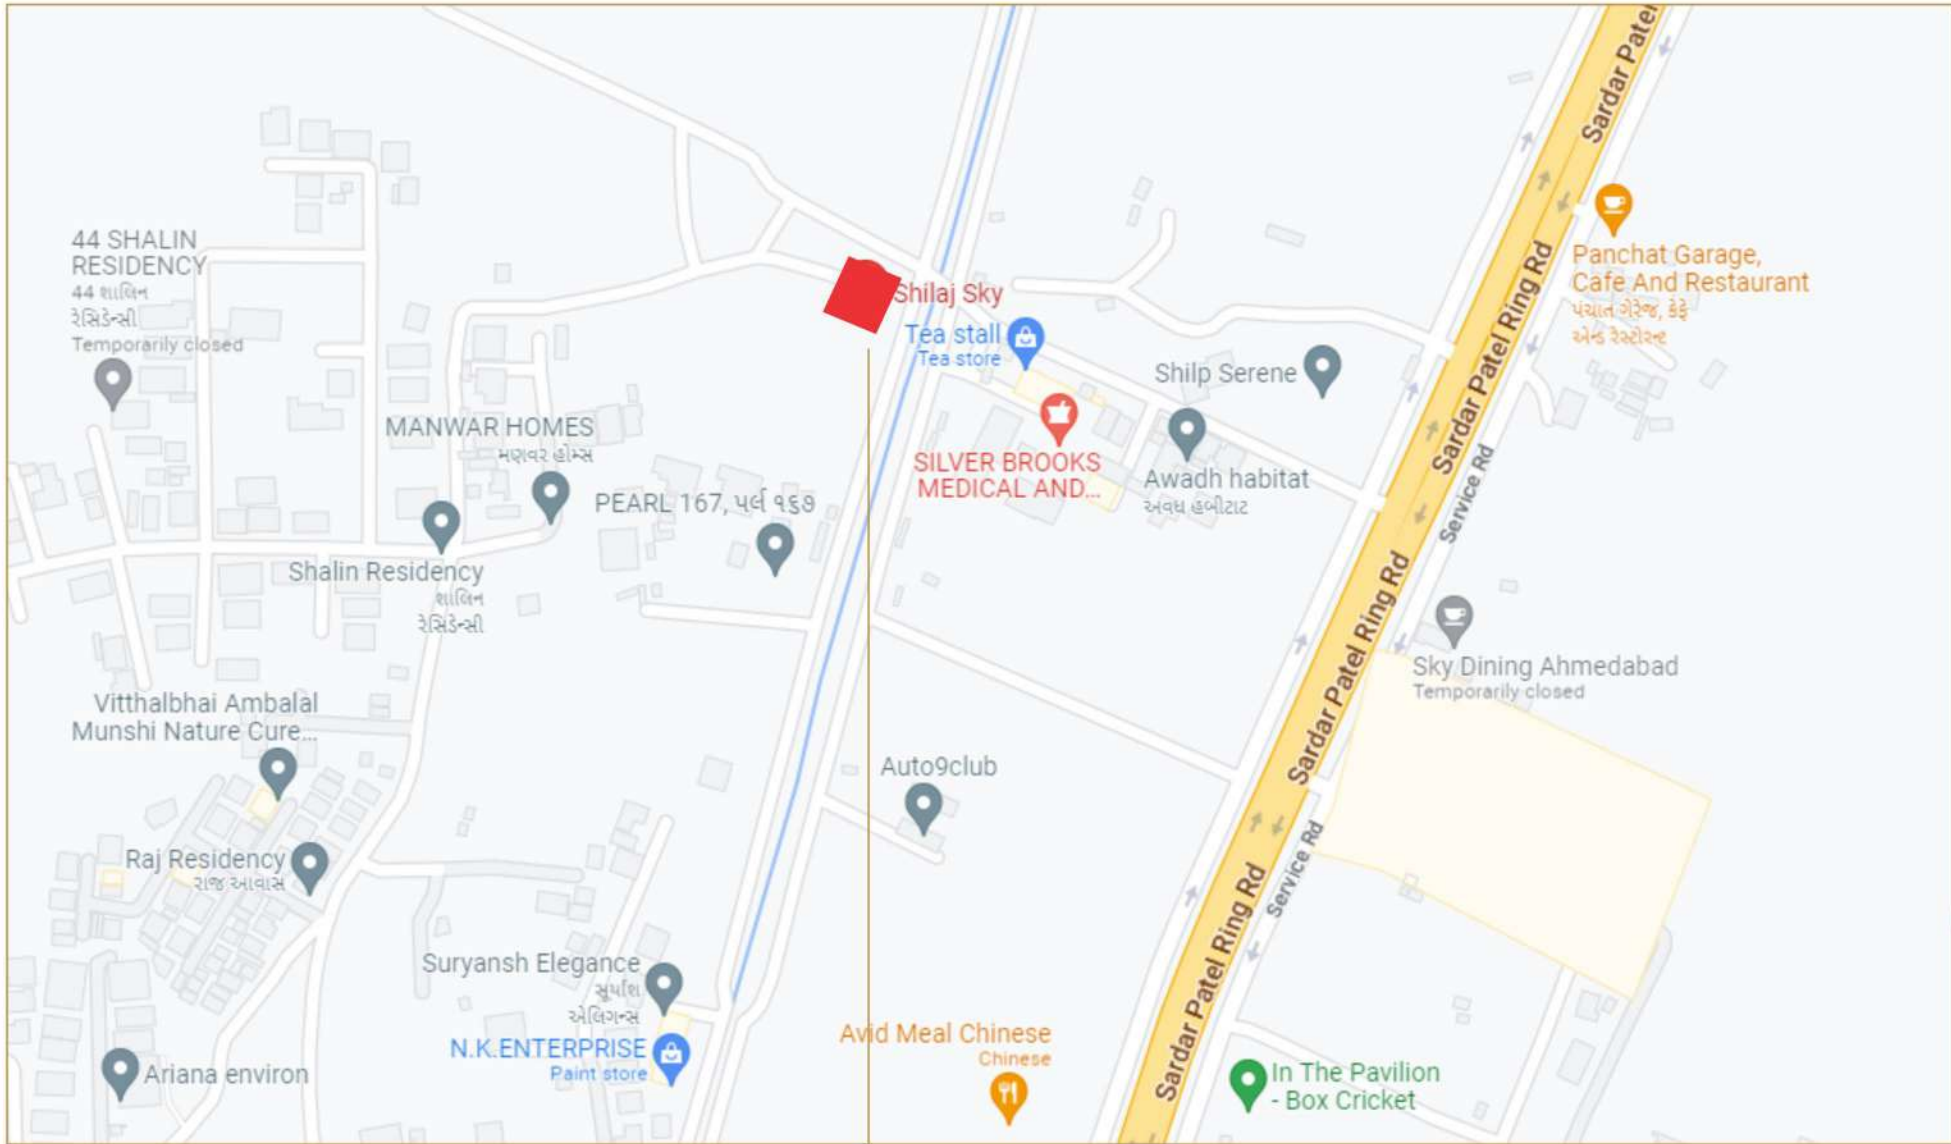 Sardar Patel
44 SHALIN
RESIDENCY
44 શાલિન
રેસિડેન્સી
Temporarily closed
Sardar Patel Ring Rd
Panchat Garage,
Cafe And Restaurant
પંચાત ગેરેજ, કેફે
એન્ડ રેસ્ટોરન્ટ
Shilaj Sky
Tea stall
Tea store
Shilp Serene
MANWAR HOMES
મણવર હોમ્સ
SILVER BROOKS
MEDICAL AND...
Awadh habitat
અવધ હબીટાટ
Service Rd
PEARL 167, પર્લ ૧૬૭
Shalin Residency
શાલિન
રેસિડેન્સી
Sardar Patel Ring Rd
Sky Dining Ahmedabad
Temporarily closed
Vitthalbhai Ambalal
Munshi Nature Cure...
Auto9club
Raj Residency
રાજ આવાસ
Service Rd
Sardar Patel Ring Rd
Suryansh Elegance
સૂર્યાંશ
એલિગન્સ
N.K.ENTERPRISE
Paint store
Avid Meal Chinese
Chinese
In The Pavilion
- Box Cricket
Ariana environ